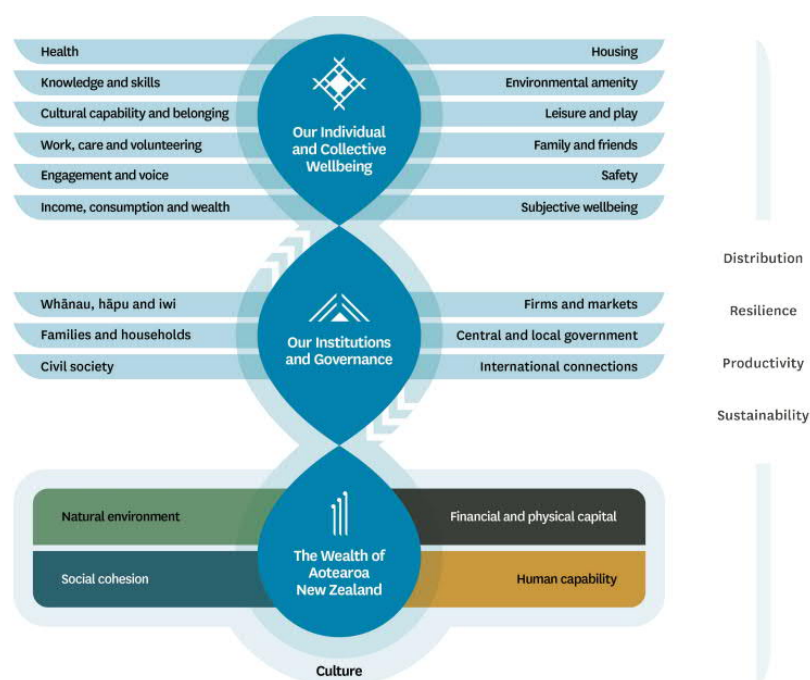 Health
Housing
Knowledge and skills
Environmental amenity
Cultural capability and belonging
Leisure and play
Our Individual
and Collective
Wellbeing
Work, care and volunteering
Family and friends
Engagement and voice
Safety
Income, consumption and wealth
Subjective wellbeing
Distribution
Resilience
Productivity
Sustainability
Whānau, hāpu and iwi
Firms and markets
Families and households
Central and local government
Our Institutions
and Governance
Civil society
International connections
Natural environment
Financial and physical capital
The Wealth of
Aotearoa
New Zealand
Social cohesion
Human capability
Culture